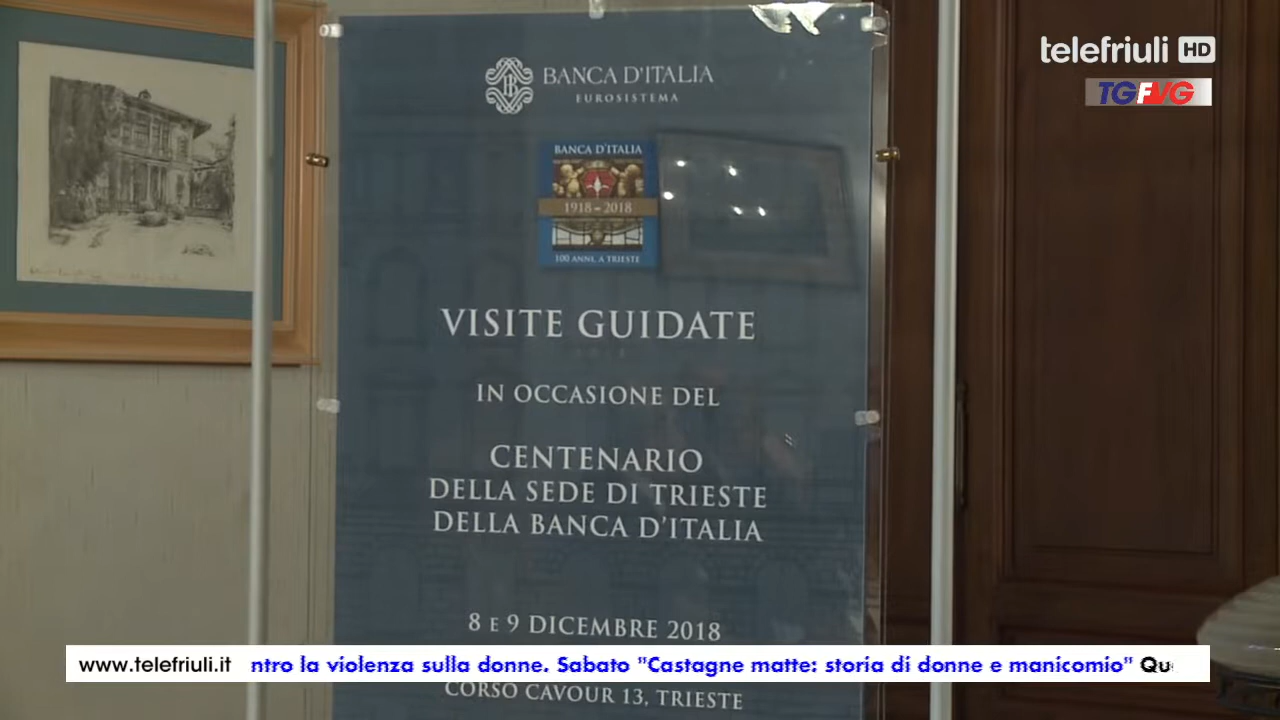 telefriuli HD
TGFVG
BANCA D'ITALIA
EUROSISTEMA
BANCA D'ITALIA
1918-2018
100 ANNI A TRIESTE
VISITE GUIDATE
IN OCCASIONE DEL
CENTENARIO
DELLA SEDE DI TRIESTE
DELLA BANCA D'ITALIA
8 E 9 DICEMBRE 2018
www.telefriuli.it ntro la violenza sulla donne. Sabato "Castagne matte: storia di donne e manicomio" Que
CORSO CAVOUR 13, TRIESTE